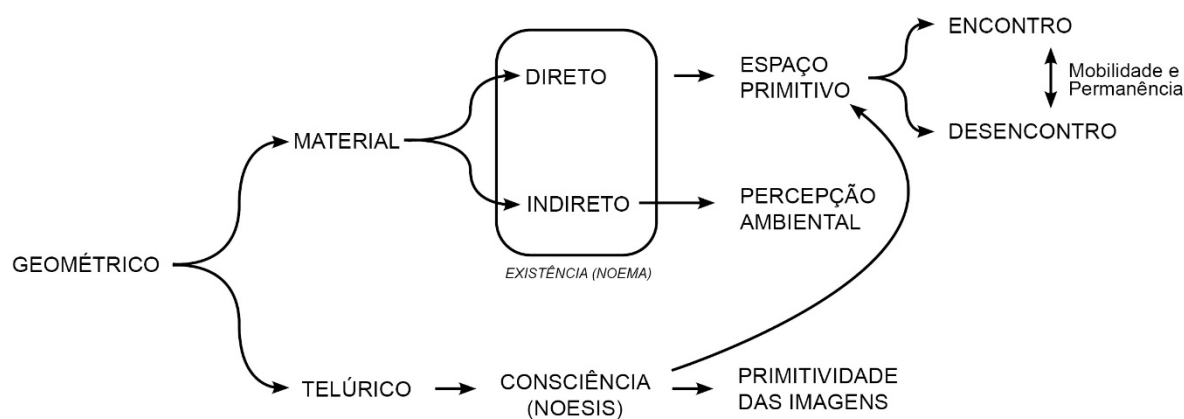 ENCONTRO
DIRETO
ESPAÇO
PRIMITIVO
Mobilidade e
Permanência
MATERIAL
DESENCONTRO
INDIRETO
PERCEPÇÃO
AMBIENTAL
GEOMÉTRICO
EXISTÊNCIA (NOEMA)
TELÚRICO
CONSCIÊNCIA
(NOESIS)
PRIMITIVIDADE
DAS IMAGENS